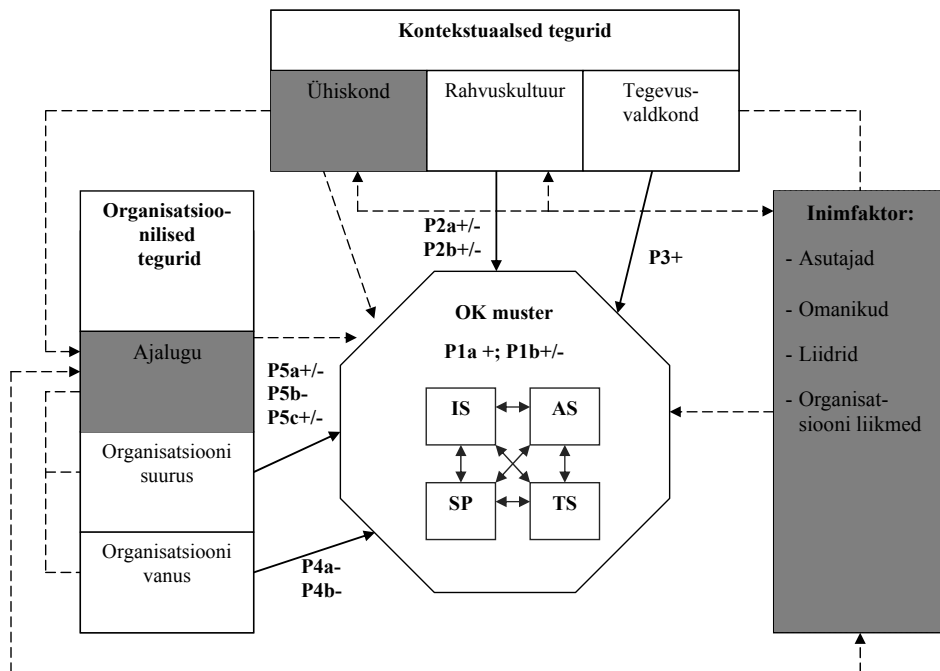 Kontekstuaalsed tegurid
Ühiskond
Rahvuskultuur
Tegevus-
valdkond
Organisatsioo-
nilised
tegurid
Ajalugu
Organisatsiooni
suurus
Organisatsiooni
vanus
P2a+/-
P2b+/-
P3+
OK muster
P1a +; P1b+/-
IS
AS
SP
TS
P5a+/-
P5b-
P5c+/-
P4a-
P4b-
Inimfaktor:
- Asutajad
- Omanikud
- Liidrid
- Organisat-
siooni liikmed